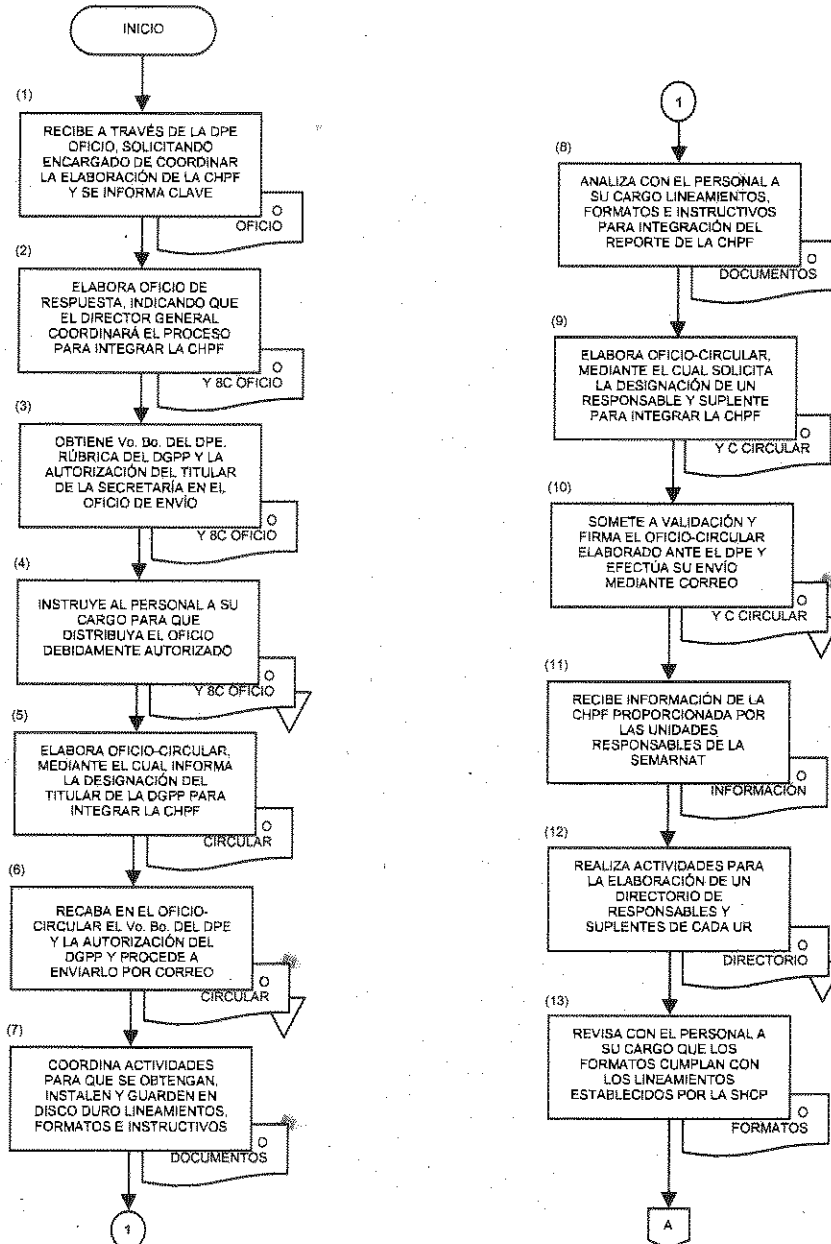 INICIO
(1)
RECIBE A TRAVÉS DE LA DPE
OFICIO, SOLICITANDO
ENCARGADO DE COORDINAR
LA ELABORACIÓN DE LA CHPF
Y SE INFORMA CLAVE
O
OFICIO
(2)
ELABORA OFICIO DE
RESPUESTA, INDICANDO QUE
EL DIRECTOR GENERAL
COORDINARÁ EL PROCESO
PARA INTEGRAR LA CHPF
O
Y 8C OFICIO
(3)
OBTIENE Vo. Bo. DEL DPE.
RÚBRICA DEL DGPP Y LA
AUTORIZACIÓN DEL TITULAR
DE LA SECRETARÍA EN EL
OFICIO DE ENVÍO
O
Y 8C OFICIO
(4)
INSTRUYE AL PERSONAL A SU
CARGO PARA QUE
DISTRIBUYA EL OFICIO
DEBIDAMENTE AUTORIZADO
O
Y 8C OFICIO
(5)
ELABORA OFICIO-CIRCULAR,
MEDIANTE EL CUAL INFORMA
LA DESIGNACIÓN DEL
TITULAR DE LA DGPP PARA
INTEGRAR LA CHPF
O
CIRCULAR
(6)
RECABA EN EL OFICIO-
CIRCULAR EL Vo. Bo. DEL DPE
Y LA AUTORIZACIÓN DEL
DGPP Y PROCEDE A
ENVIARLO POR CORREO
O
CIRCULAR
(7)
COORDINA ACTIVIDADES
PARA QUE SE OBTENGAN,
INSTALEN Y GUARDEN EN
DISCO DURO LINEAMIENTOS,
FORMATOS E INSTRUCTIVOS
O
DOCUMENTOS
1
1
(8)
ANALIZA CON EL PERSONAL A
SU CARGO LINEAMIENTOS,
FORMATOS E INSTRUCTIVOS
PARA INTEGRACIÓN DEL
REPORTE DE LA CHPF
O
DOCUMENTOS
(9)
ELABORA OFICIO-CIRCULAR,
MEDIANTE EL CUAL SOLICITA
LA DESIGNACIÓN DE UN
RESPONSABLE Y SUPLENTE
PARA INTEGRAR LA CHPF
O
Y C CIRCULAR
(10)
SOMETE A VALIDACIÓN Y
FIRMA EL OFICIO-CIRCULAR
ELABORADO ANTE EL DPE Y
EFECTÚA SU ENVÍO
MEDIANTE CORREO
O
Y C CIRCULAR
(11)
RECIBE INFORMACIÓN DE LA
CHPF PROPORCIONADA POR
LAS UNIDADES
RESPONSABLES DE LA
SEMARNAT
O
INFORMACIÓN
(12)
REALIZA ACTIVIDADES PARA
LA ELABORACIÓN DE UN
DIRECTORIO DE
RESPONSABLES Y
SUPLENTES DE CADA UR
O
DIRECTORIO
(13)
REVISA CON EL PERSONAL A
SU CARGO QUE LOS
FORMATOS CUMPLAN CON
LOS LINEAMIENTOS
ESTABLECIDOS POR LA SHCP
O
FORMATOS
A